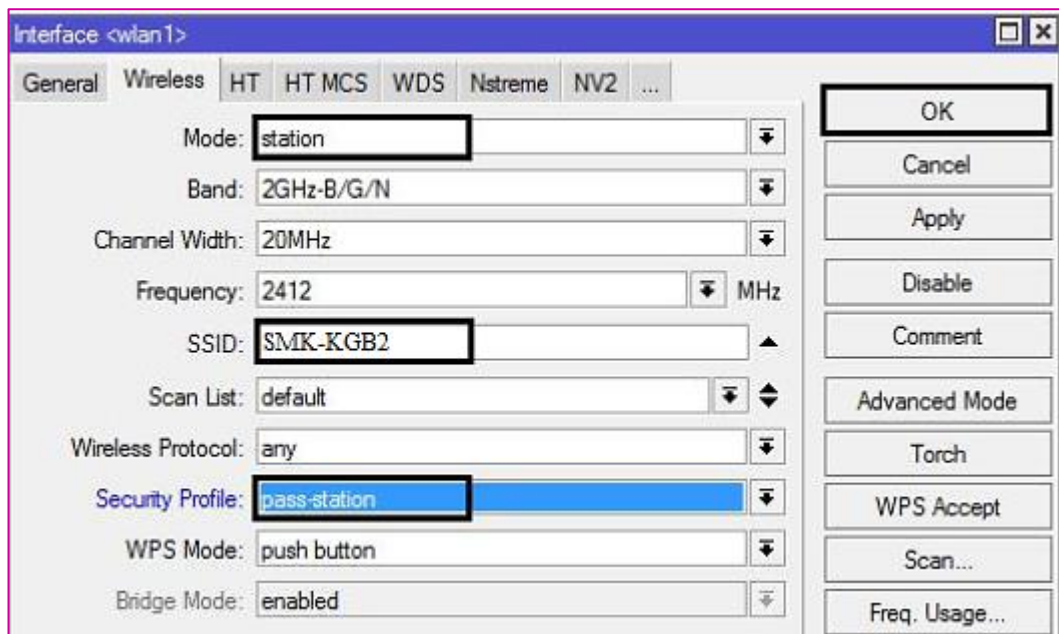 Interface <wlan1>
General Wireless HT HT MCS WDS Nstreme NV2 ...
Mode: station
Band: 2GHz-B/G/N
Channel Width: 20MHz
Frequency: 2412 MHz
SSID: SMK-KGB2
Scan List: default
Wireless Protocol: any
Security Profile: pass-station
WPS Mode: push button
Bridge Mode: enabled
OK
Cancel
Apply
Disable
Comment
Advanced Mode
Torch
WPS Accept
Scan...
Freq. Usage...